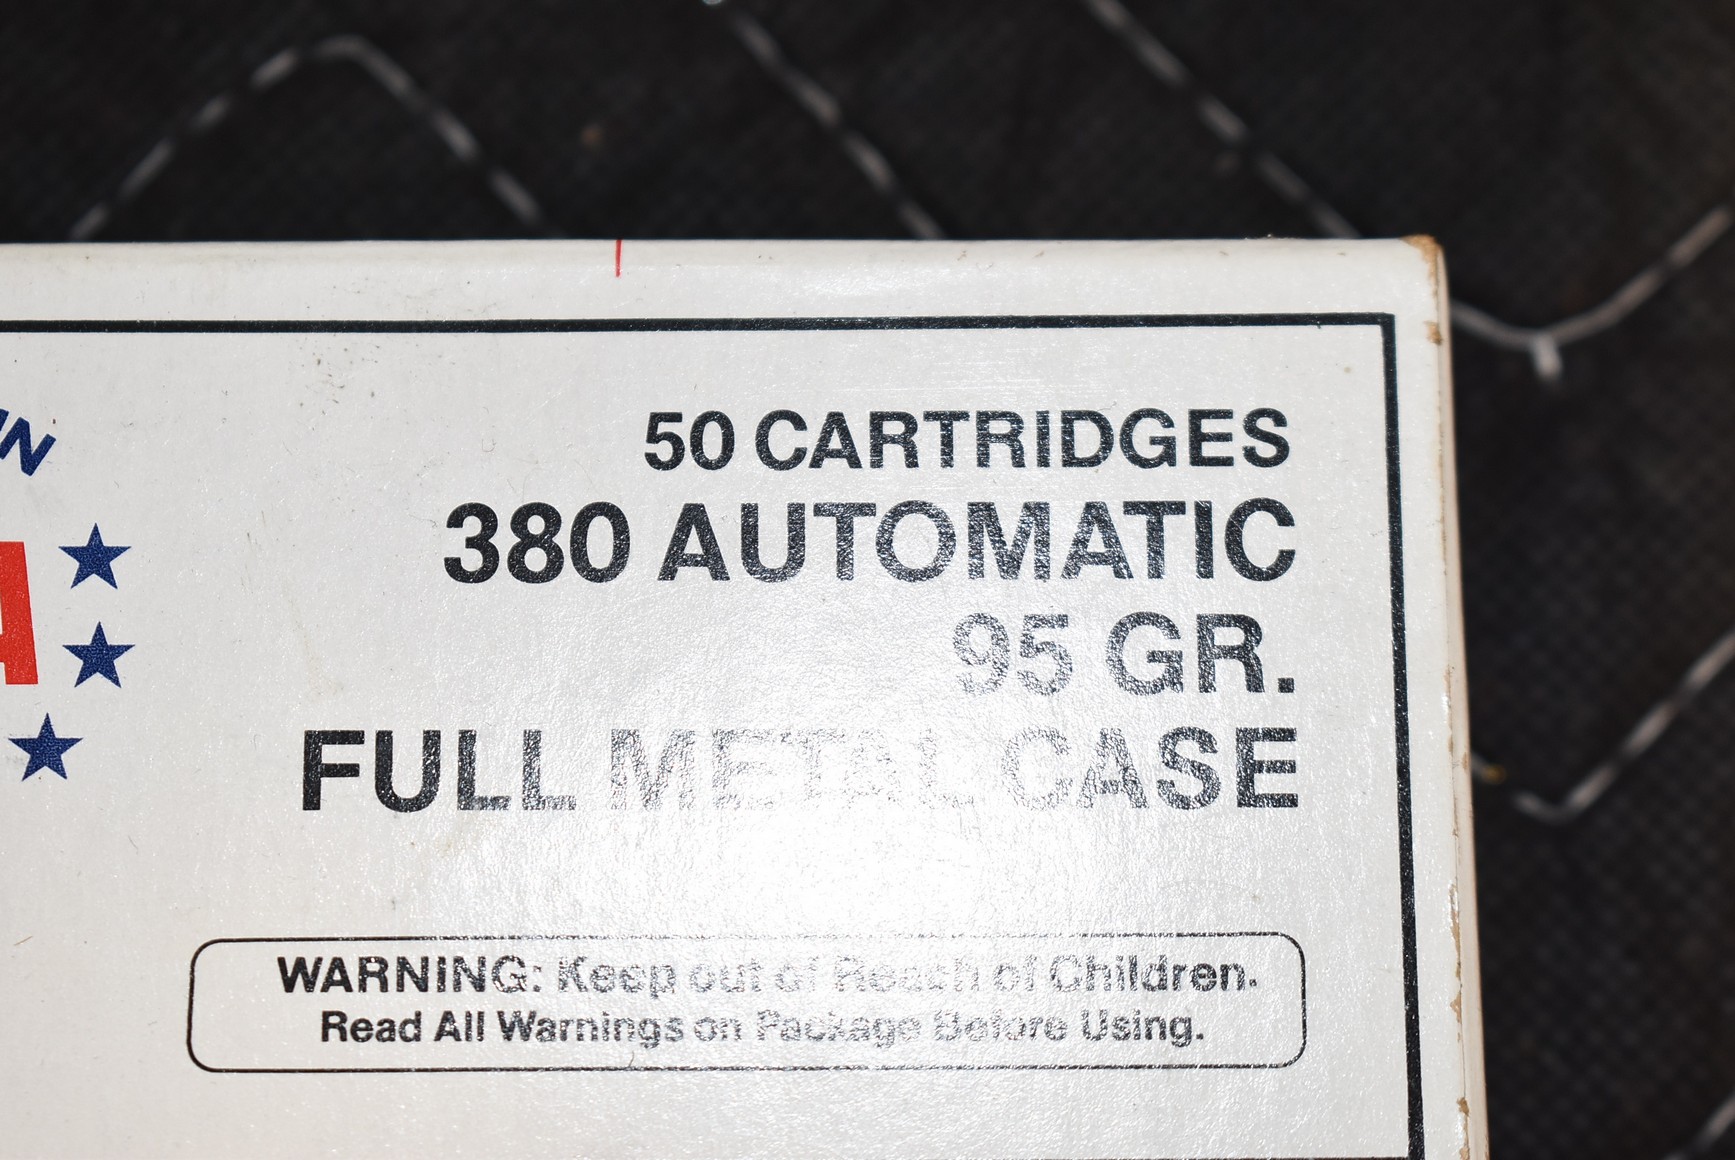 IN
A
50 CARTRIDGES
380 AUTOMATIC
95 GR.
FULL METAL CASE
WARNING: Keep out of Reach of Children.
Read All Warnings on Package Before Using.